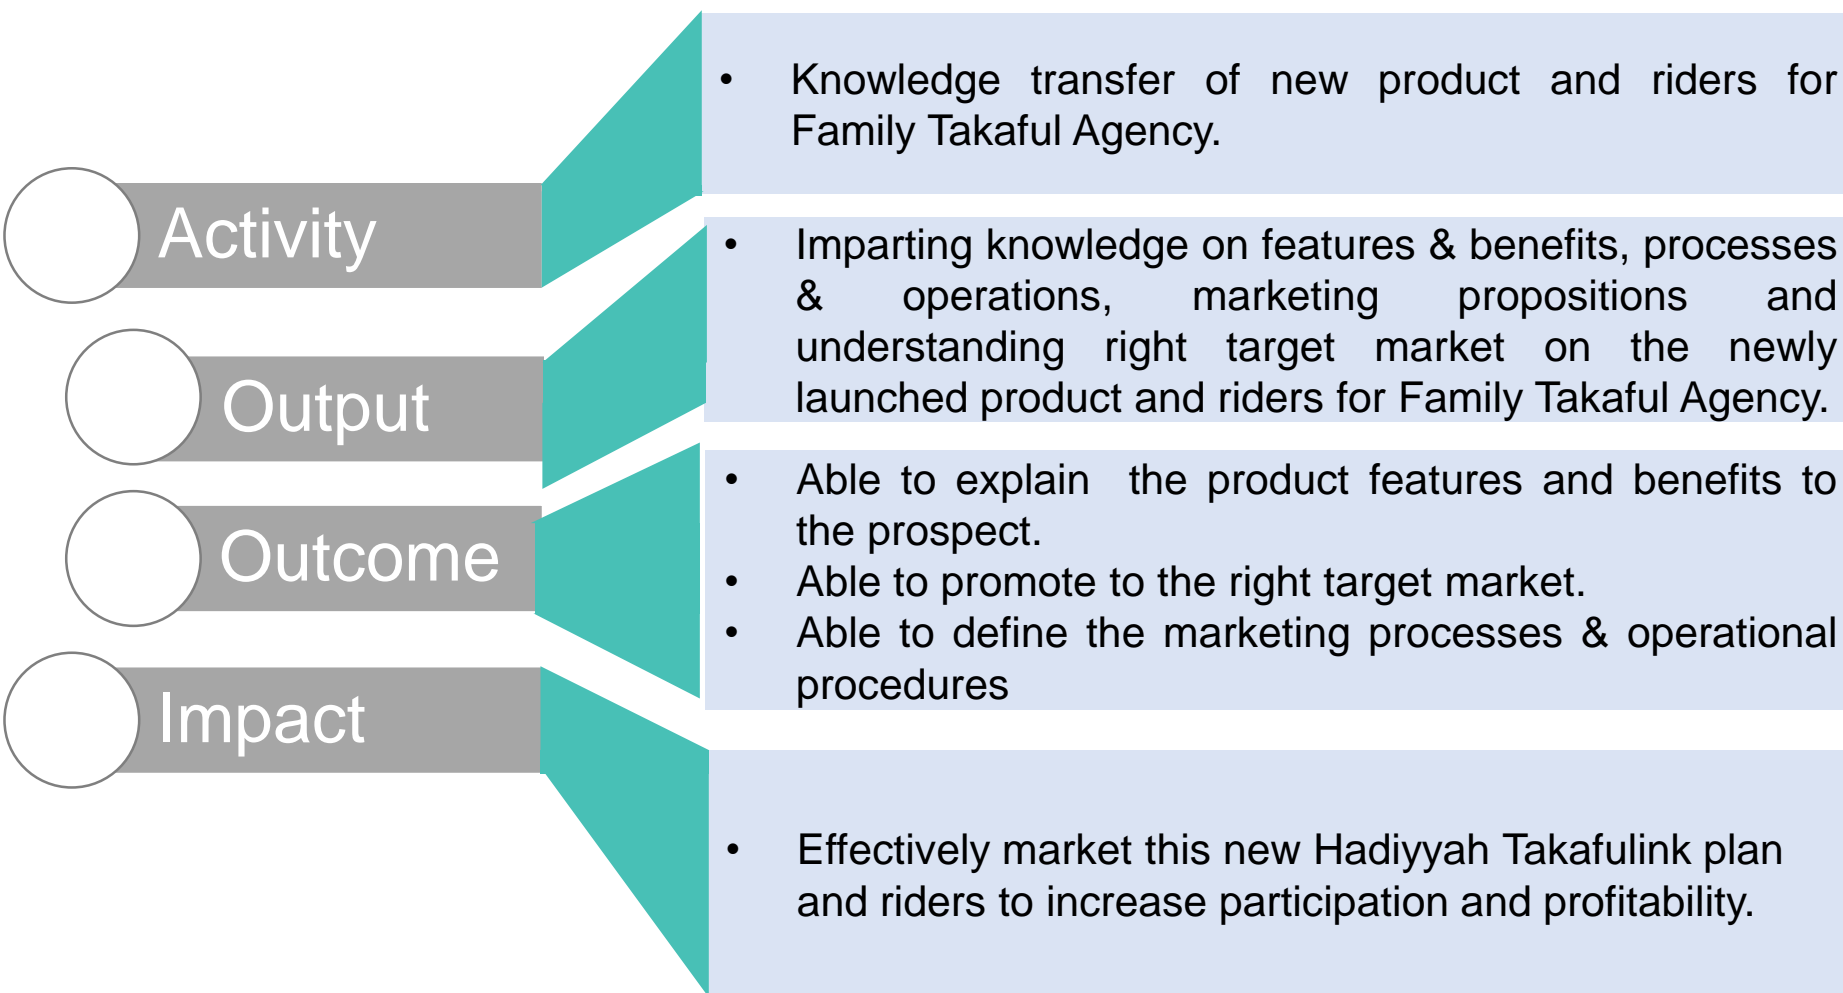 Activity
• Knowledge transfer of new product and riders for
Family Takaful Agency.
Output
• Imparting knowledge on features & benefits, processes
& operations, marketing propositions and
understanding right target market on the newly
launched product and riders for Family Takaful Agency.
Outcome
• Able to explain the product features and benefits to
the prospect.
• Able to promote to the right target market.
• Able to define the marketing processes & operational
procedures
Impact
• Effectively market this new Hadiyyah Takafulink plan
and riders to increase participation and profitability.